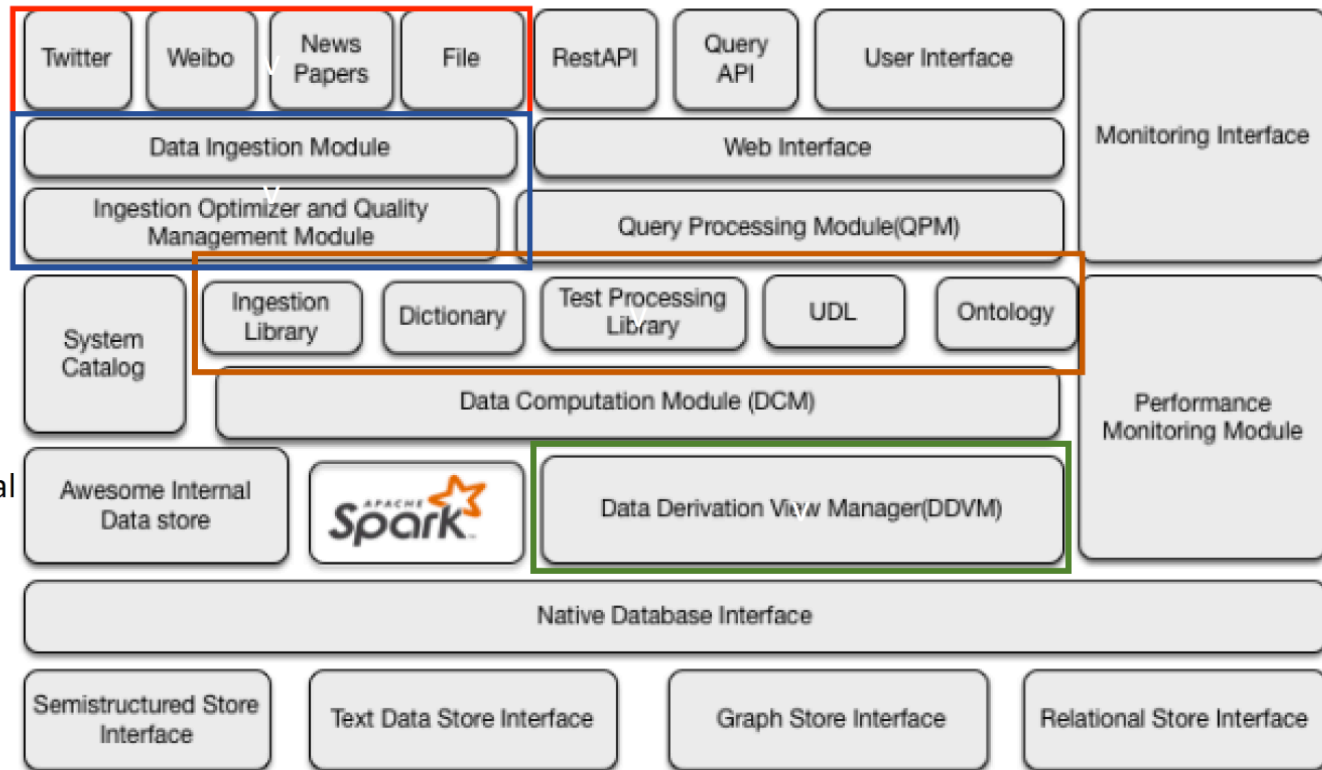 Twitter
Weibo
News
Papers
File
RestAPI
Query
API
User Interface
Monitoring Interface
Data Ingestion Module
Web Interface
Ingestion Optimizer and Quality
Management Module
Query Processing Module(QPM)
System
Catalog
Ingestion
Library
Dictionary
Test Processing
Library
UDL
Ontology
Data Computation Module (DCM)
Performance
Monitoring Module
al
Awesome Internal
Data store
APACHE
Spark
Data Derivation View Manager(DDVM)
Native Database Interface
Semistructured Store
Interface
Text Data Store Interface
Graph Store Interface
Relational Store Interface